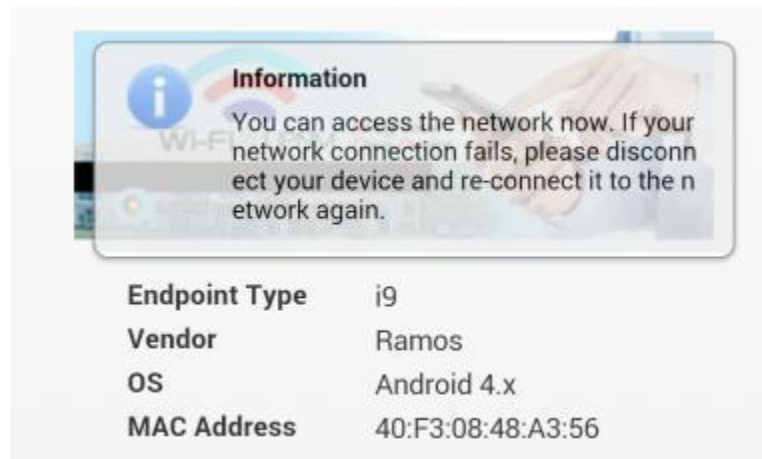 Information
You can access the network now. If your
network connection fails, please disconn
ect your device and re-connect it to the n
etwork again.
WI-FI
Endpoint Type i9
Vendor Ramos
OS Android 4.x
MAC Address 40:F3:08:48:A3:56